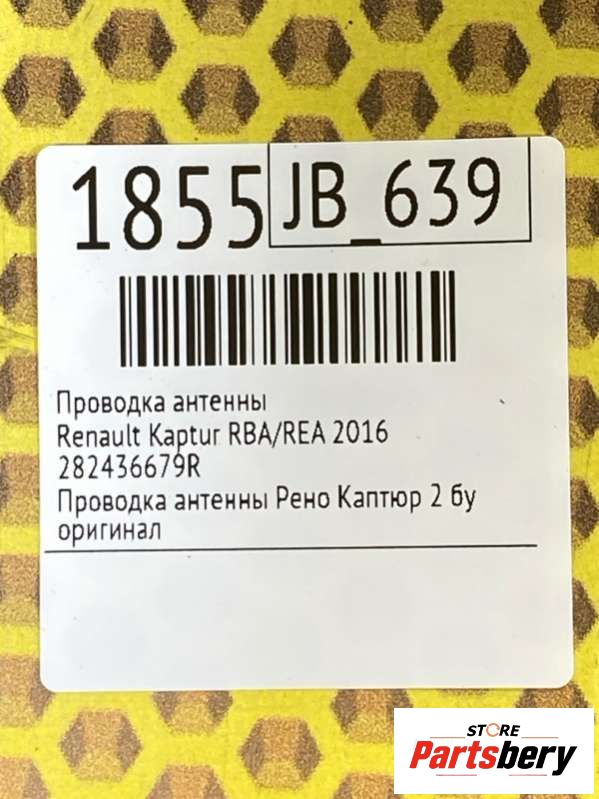 1855 JB_639
Проводка антенны
Renault Kaptur RBA/REA 2016
282436679R
Проводка антенны Рено Каптюр 2 бу
оригинал
STORE
Partsbery